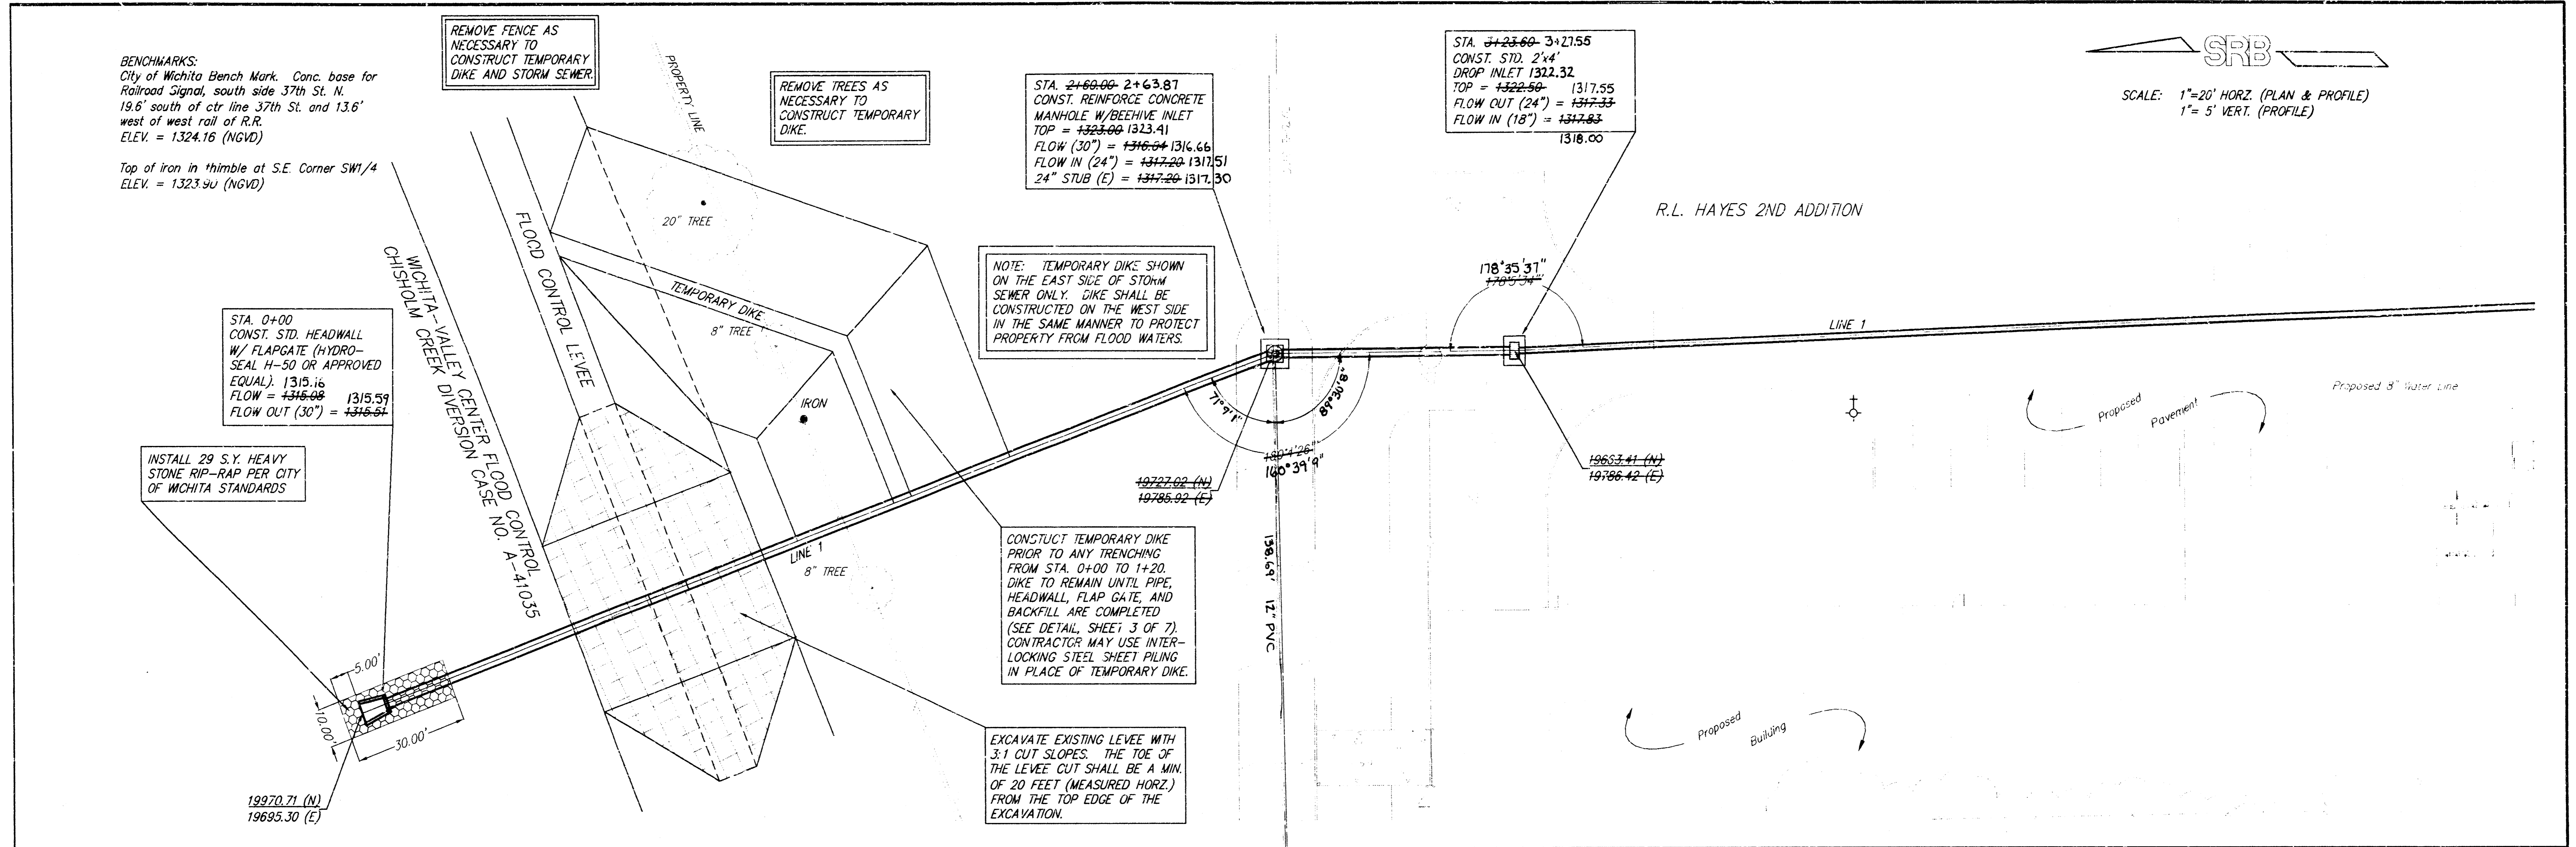 BENCHMARKS:
City of Wichita Bench Mark. Conc. base for
Railroad Signal, south side 37th St. N.
19.6' south of ctr line 37th St. and 13.6'
west of west rail of R.R.
ELEV. = 1324.16 (NGVD)
Top of iron in thimble at S.E. Corner SW1/4
ELEV. = 1323.90 (NGVD)
REMOVE FENCE AS
NECESSARY TO
CONSTRUCT TEMPORARY
DIKE AND STORM SEWER.
PROPERTY LINE
REMOVE TREES AS
NECESSARY TO
CONSTRUCT TEMPORARY
DIKE.
STA. 2+60.00 2+63.87
CONST. REINFORCE CONCRETE
MANHOLE W/BEEHIVE INLET
TOP = 1323.00 1323.41
FLOW (30") = 1316.04 1316.66
FLOW IN (24") = 1317.20 1317.51
24" STUB (E) = 1317.20 1317.30
STA. 3+23.60 3+27.55
CONST. STD. 2'x4'
DROP INLET 1322.32
TOP = 1322.50 1317.55
FLOW OUT (24") = 1317.33
FLOW IN (18") = 1317.83
1318.00
SRB
SCALE: 1"=20' HORZ. (PLAN & PROFILE)
1"= 5' VERT. (PROFILE)
R.L. HAYES 2ND ADDITION
20" TREE
FLOOD CONTROL LEVEE
WICHITA-VALLEY CENTER FLOOD CONTROL
CHISHOLM CREEK DIVERSION CASE NO. A-41035
TEMPORARY DIKE
8" TREE
IRON
NOTE: TEMPORARY DIKE SHOWN
ON THE EAST SIDE OF STORM
SEWER ONLY. DIKE SHALL BE
CONSTRUCTED ON THE WEST SIDE
IN THE SAME MANNER TO PROTECT
PROPERTY FROM FLOOD WATERS.
178°35'37"
178°5'34"
LINE 1
STA. 0+00
CONST. STD. HEADWALL
W/ FLAPGATE (HYDRO-
SEAL H-50 OR APPROVED
EQUAL). 1315.16
FLOW = 1315.08 1315.59
FLOW OUT (30") = 1315.51
71°9'1"
89°30'8"
160°39'9"
Proposed 8" Water Line
Proposed
Pavement
INSTALL 29 S.Y. HEAVY
STONE RIP-RAP PER CITY
OF WICHITA STANDARDS
19727.02 (N)
19785.92 (E)
19663.41 (N)
19786.42 (E)
LINE 1
8" TREE
CONSTUCT TEMPORARY DIKE
PRIOR TO ANY TRENCHING
FROM STA. 0+00 TO 1+20.
DIKE TO REMAIN UNTIL PIPE,
HEADWALL, FLAP GATE, AND
BACKFILL ARE COMPLETED
(SEE DETAIL, SHEET 3 OF 7).
CONTRACTOR MAY USE INTER-
LOCKING STEEL SHEET PILING
IN PLACE OF TEMPORARY DIKE.
138.69' 12" PVC
5.00'
10.00'
30.00'
EXCAVATE EXISTING LEVEE WITH
3:1 CUT SLOPES. THE TOE OF
THE LEVEE CUT SHALL BE A MIN.
OF 20 FEET (MEASURED HORZ.)
FROM THE TOP EDGE OF THE
EXCAVATION.
Proposed
Building
19970.71 (N)
19695.30 (E)